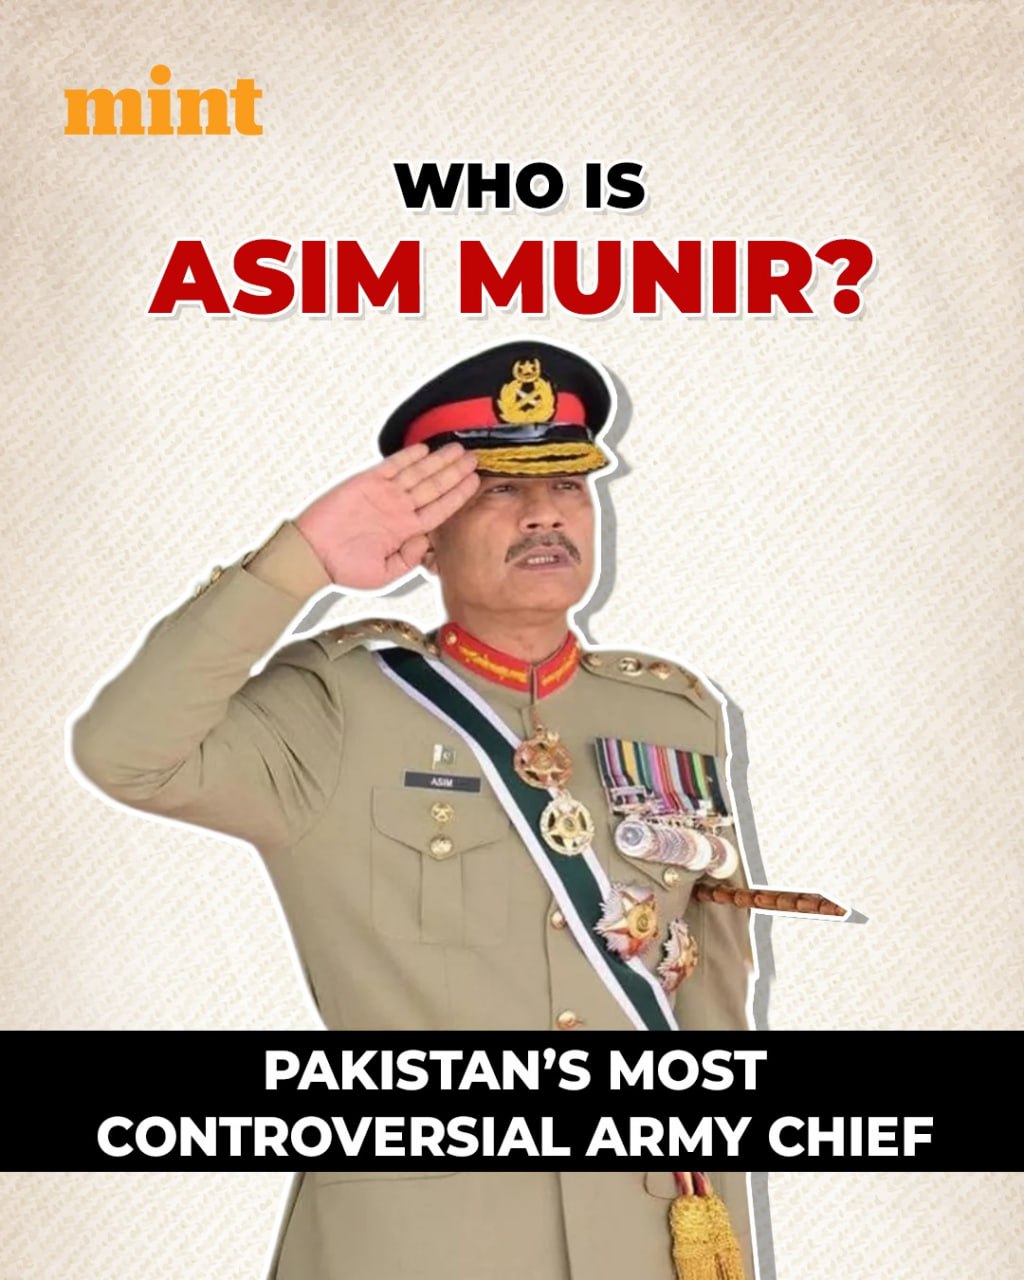 mint
WHO IS
ASIM MUNIR?
ASIM
PAKISTAN'S MOST
CONTROVERSIAL ARMY CHIEF